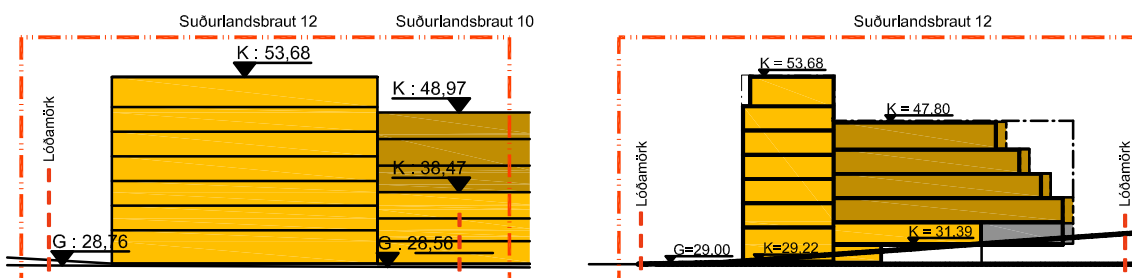 Suðurlandsbraut 12
Suðurlandsbraut 10
K : 53,68
K : 48,97
K : 38,47
Lóðamörk
G : 28,76
G : 28,56
Suðurlandsbraut 12
K = 53.68
K = 47.80
Lóðamörk
Lóðamörk
K = 31.39
G=29.00
K=29.22